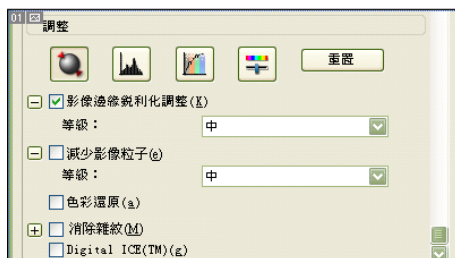 01
調整
重置
影像邊緣銳利化調整(X)
等級：
中
減少影像粒子(e)
等級：
中
色彩還原(a)
消除雜紋(M)
Digital ICE(TM)(g)